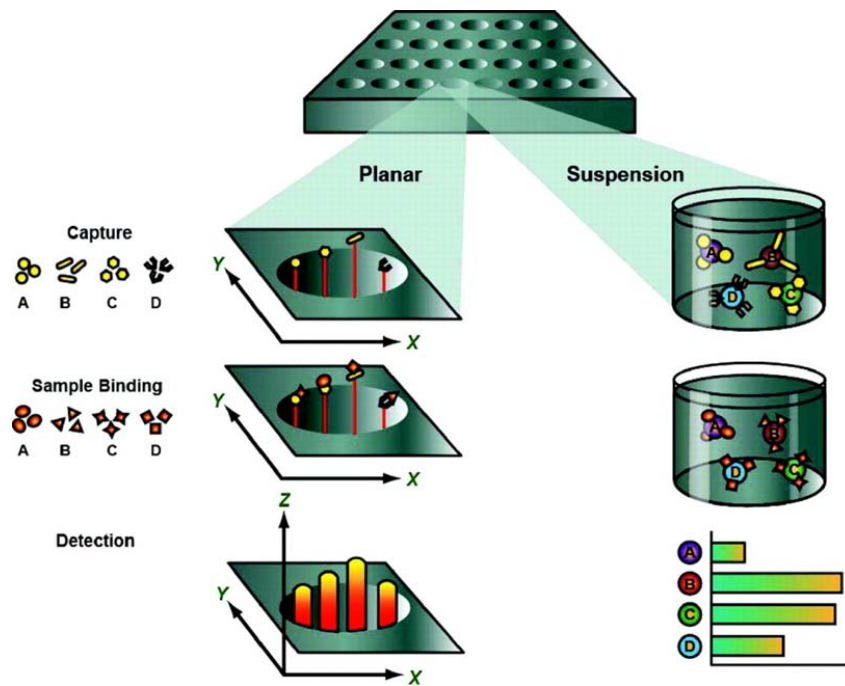 Planar
Suspension
Capture
A B C D
Y
X
A
B
D
C
Sample Binding
A B C D
Y
X
A
B
D
C
Detection
Z
Y
X
A
B
C
D